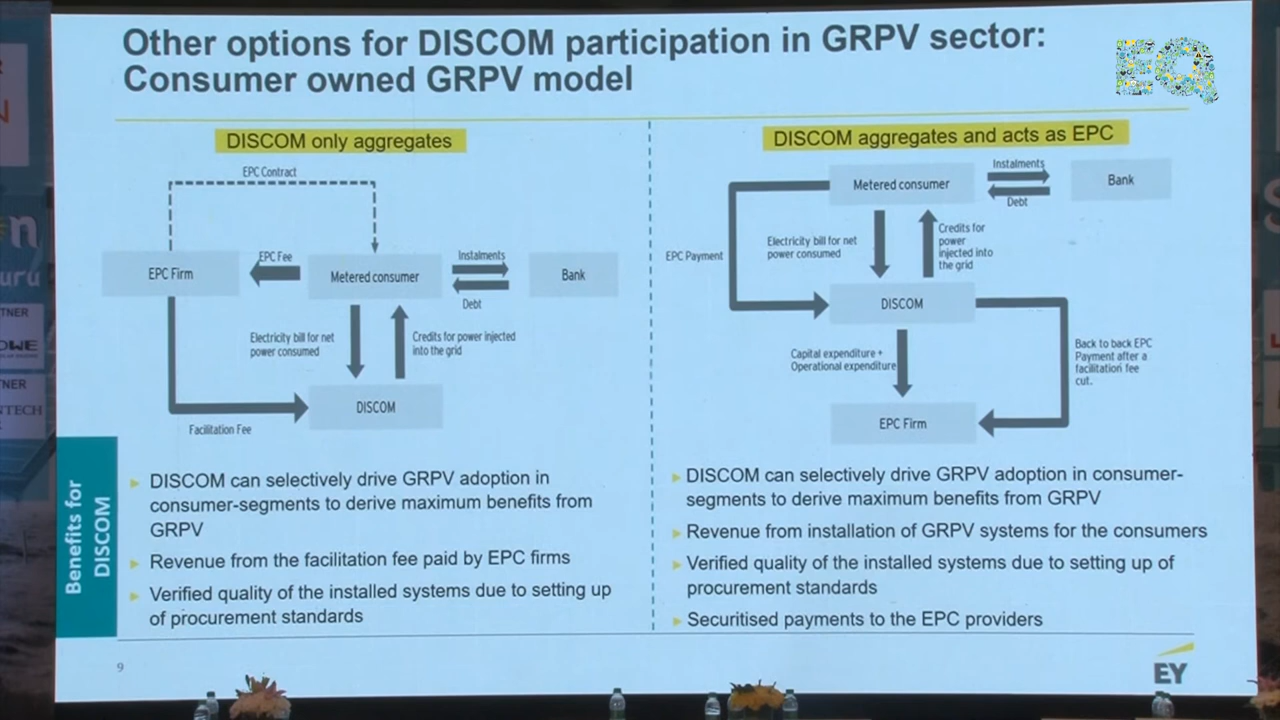 Other options for DISCOM participation in GRPV sector:
Consumer owned GRPV model
EQ
DISCOM only aggregates
EPC Contract
EPC Firm
EPC Fee
Metered consumer
Instalments
Debt
Bank
Electricity bill for net
power consumed
Credits for power injected
into the grid
DISCOM
Facilitation Fee
DISCOM aggregates and acts as EPC
Metered consumer
Instalments
Debt
Bank
EPC Payment
Electricity bill for net
power consumed
Credits for
power
injected into
the grid
DISCOM
Capital expenditure +
Operational expenditure
Back to back EPC
Payment after a
facilitation fee
cut.
EPC Firm
Benefits for
DISCOM
DISCOM can selectively drive GRPV adoption in
consumer-segments to derive maximum benefits from
GRPV
Revenue from the facilitation fee paid by EPC firms
Verified quality of the installed systems due to setting up
of procurement standards
DISCOM can selectively drive GRPV adoption in consumer-
segments to derive maximum benefits from GRPV
Revenue from installation of GRPV systems for the consumers
Verified quality of the installed systems due to setting up of
procurement standards
Securitised payments to the EPC providers
9
EY